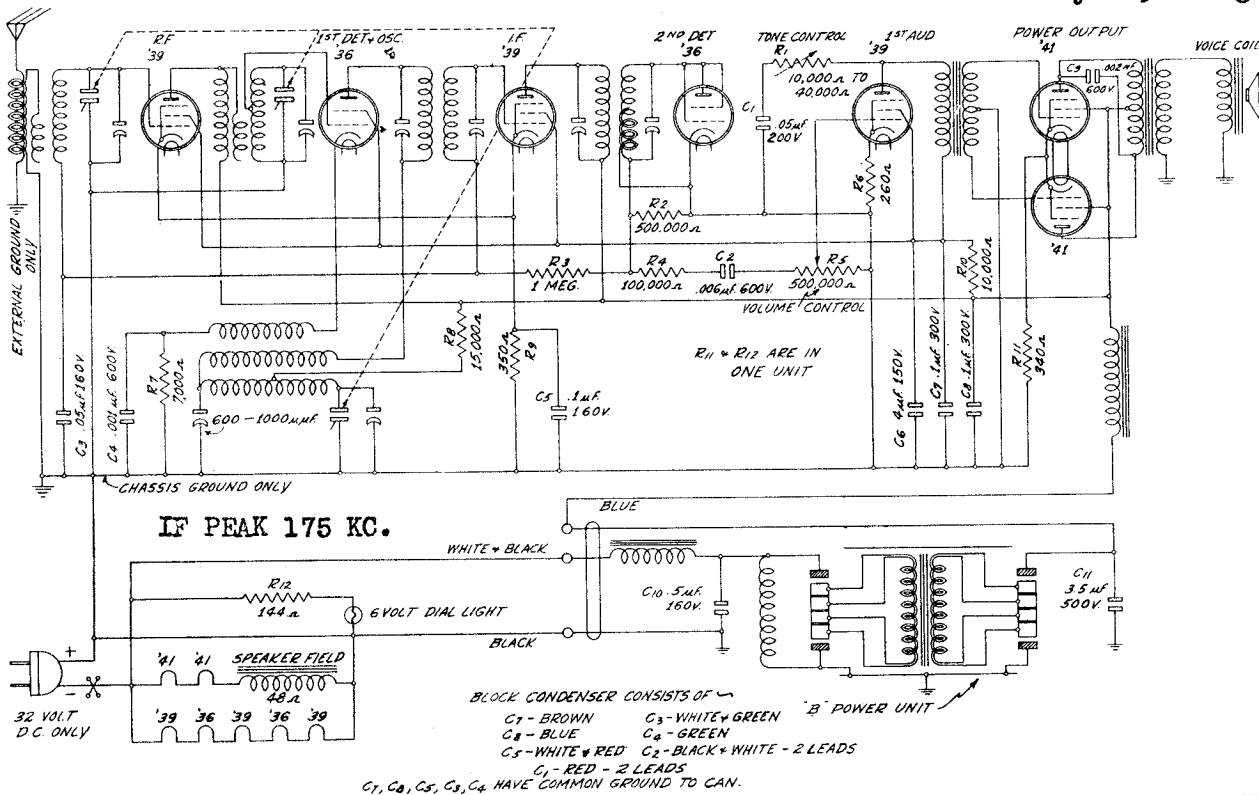 R.F.
'39
1ST DET & OSC.
'36
I.F.
'39
2ND DET
'36
TONE CONTROL
R1
10,000Ω TO
40,000Ω
1ST AUD
'39
POWER OUTPUT
'41
C9
.002 MF.
600V.
VOICE COIL
C1
.05µF
200V.
R6
260Ω
R2
500.000Ω
'41
EXTERNAL GROUND
ONLY
R3
1 MEG.
R4
100,000Ω
C2
.006µF. 600V.
R5
500,000Ω
VOLUME CONTROL
R10
10,000Ω
R8
15,000Ω
R9
350Ω
R11 & R12 ARE IN
ONE UNIT
R11
340Ω
C3 .05µF 160V.
C4 .001µF. 600V.
R7
7,000Ω
600-1000µµF.
C5 .1µF.
160V.
C6 4µF 150V.
C7 .1µF 300V.
C8 .1µF. 300V.
CHASSIS GROUND ONLY
IF PEAK 175 KC.
BLUE
WHITE & BLACK
R12
144Ω
6 VOLT DIAL LIGHT
C10 .5µF.
160V.
C11
3.5µF
500V.
BLACK
+
-
'41 '41 SPEAKER FIELD
48Ω
'39 '36 '39 '36 '39
32 VOLT
D.C. ONLY
"B" POWER UNIT
BLOCK CONDENSER CONSISTS OF
C7 - BROWN C3 - WHITE & GREEN
C8 - BLUE C4 - GREEN
C5 - WHITE & RED C2 - BLACK & WHITE - 2 LEADS
C1 - RED - 2 LEADS
C7, C8, C5, C3, C4 HAVE COMMON GROUND TO CAN.